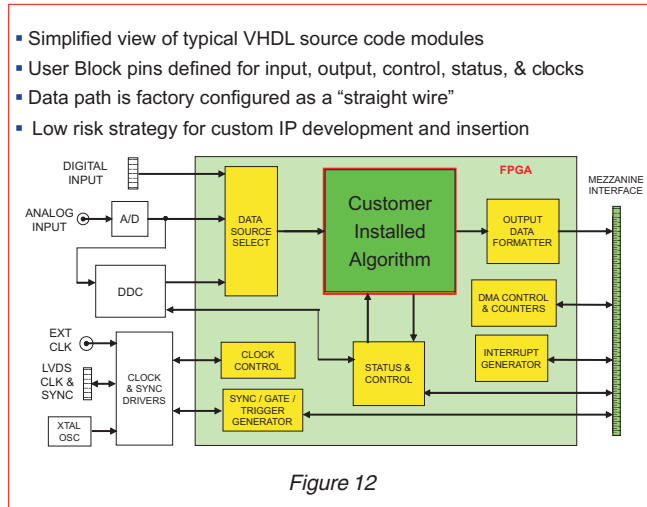 ▪ Simplified view of typical VHDL source code modules
▪ User Block pins defined for input, output, control, status, & clocks
▪ Data path is factory configured as a “straight wire”
▪ Low risk strategy for custom IP development and insertion
DIGITAL
INPUT
FPGA
MEZZANINE
INTERFACE
ANALOG
INPUT
A/D
DATA
SOURCE
SELECT
Customer
Installed
Algorithm
OUTPUT
DATA
FORMATTER
DDC
DMA CONTROL
& COUNTERS
EXT
CLK
LVDS
CLK &
SYNC
XTAL
OSC
CLOCK
& SYNC
DRIVERS
CLOCK
CONTROL
STATUS &
CONTROL
INTERRUPT
GENERATOR
SYNC / GATE /
TRIGGER
GENERATOR
Figure 12